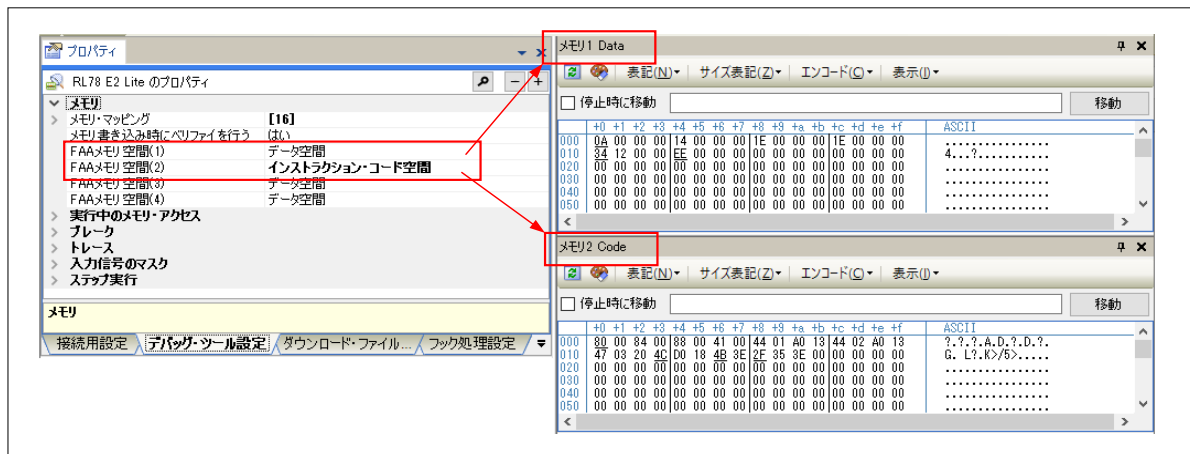 プロパティ
RL78 E2 Lite のプロパティ
メモリ
メモリ・マッピング [16]
メモリ書き込み時にベリファイを行う はい
FAAメモリ空間(1) データ空間
FAAメモリ空間(2) インストラクション・コード空間
FAAメモリ空間(3) データ空間
FAAメモリ空間(4) データ空間
実行中のメモリ・アクセス
ブレーク
トレース
入力信号のマスク
ステップ実行
メモリ
接続用設定 デバッグ・ツール設定 ダウンロード・ファイル... フック処理設定
メモリ1 Data
表記(N) サイズ表記(Z) エンコード(C) 表示(I)
停止時に移動 移動
+0 +1 +2 +3 +4 +5 +6 +7 +8 +9 +a +b +c +d +e +f ASCII
000 0A 00 00 00 14 00 00 00 1E 00 00 00 1E 00 00 00 ................
010 34 12 00 00 EE 00 00 00 00 00 00 00 00 00 00 00 4...?...........
020 00 00 00 00 00 00 00 00 00 00 00 00 00 00 00 00 ................
030 00 00 00 00 00 00 00 00 00 00 00 00 00 00 00 00 ................
040 00 00 00 00 00 00 00 00 00 00 00 00 00 00 00 00 ................
050 00 00 00 00 00 00 00 00 00 00 00 00 00 00 00 00 ................
メモリ2 Code
表記(N) サイズ表記(Z) エンコード(C) 表示(I)
停止時に移動 移動
+0 +1 +2 +3 +4 +5 +6 +7 +8 +9 +a +b +c +d +e +f ASCII
000 80 00 84 00 88 00 41 00 44 01 A0 13 44 02 A0 13 ?.?.?.A.D.?.D.?.
010 47 03 20 4C D0 18 4B 3E 2F 35 3E 00 00 00 00 00 G. L?.K>/5>.....
020 00 00 00 00 00 00 00 00 00 00 00 00 00 00 00 00 ................
030 00 00 00 00 00 00 00 00 00 00 00 00 00 00 00 00 ................
040 00 00 00 00 00 00 00 00 00 00 00 00 00 00 00 00 ................
050 00 00 00 00 00 00 00 00 00 00 00 00 00 00 00 00 ................